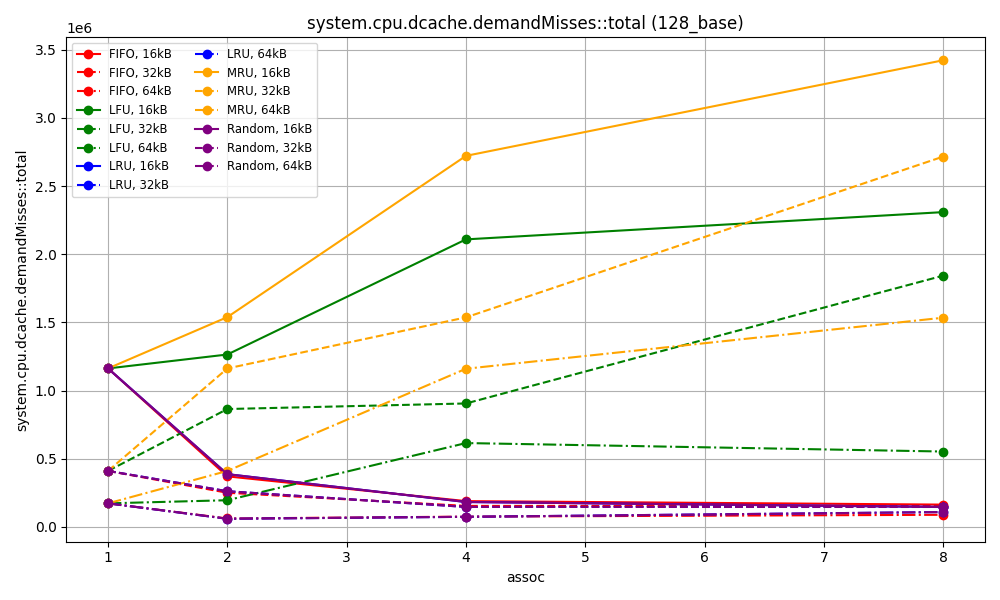 system.cpu.dcache.demandMisses::total (128_base)
1e6
FIFO, 16kB
FIFO, 32kB
FIFO, 64kB
LFU, 16kB
LFU, 32kB
LFU, 64kB
LRU, 16kB
LRU, 32kB
LRU, 64kB
MRU, 16kB
MRU, 32kB
MRU, 64kB
Random, 16kB
Random, 32kB
Random, 64kB
system.cpu.dcache.demandMisses::total
3.5
3.0
2.5
2.0
1.5
1.0
0.5
0.0
1 2 3 4 5 6 7 8
assoc